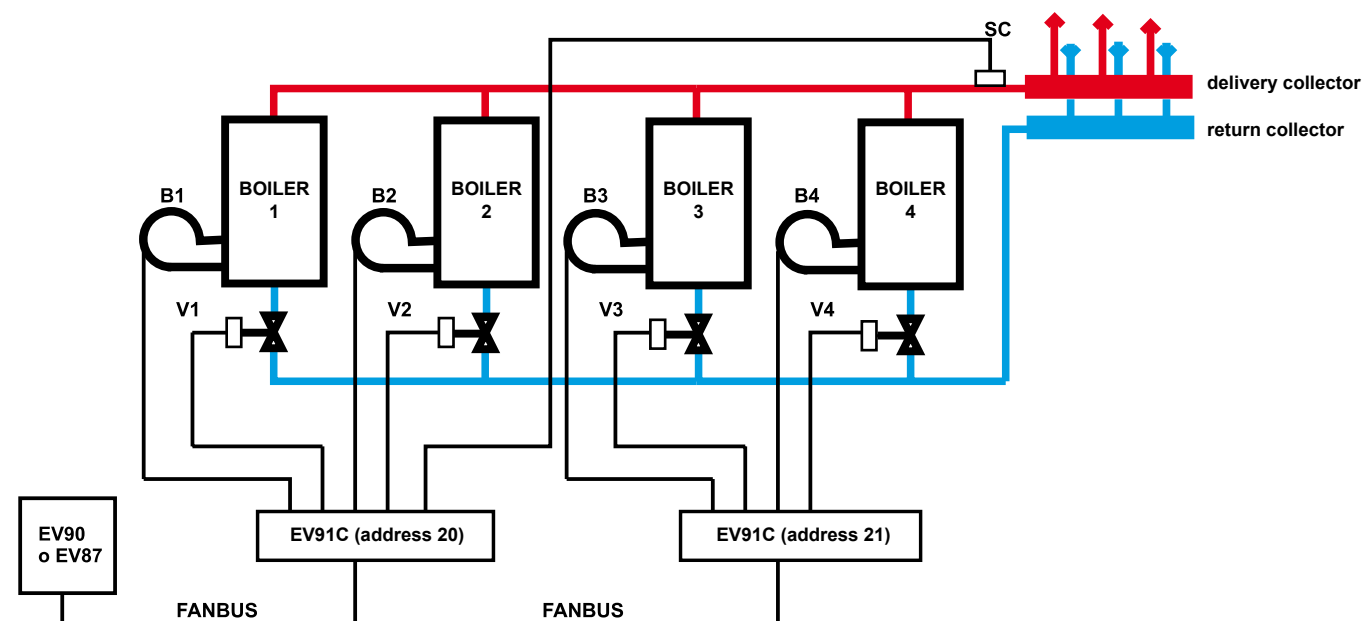 SC
delivery collector
return collector
B1
BOILER
1
B2
BOILER
2
B3
BOILER
3
B4
BOILER
4
V1
V2
V3
V4
EV90
o EV87
EV91C (address 20)
EV91C (address 21)
FANBUS
FANBUS